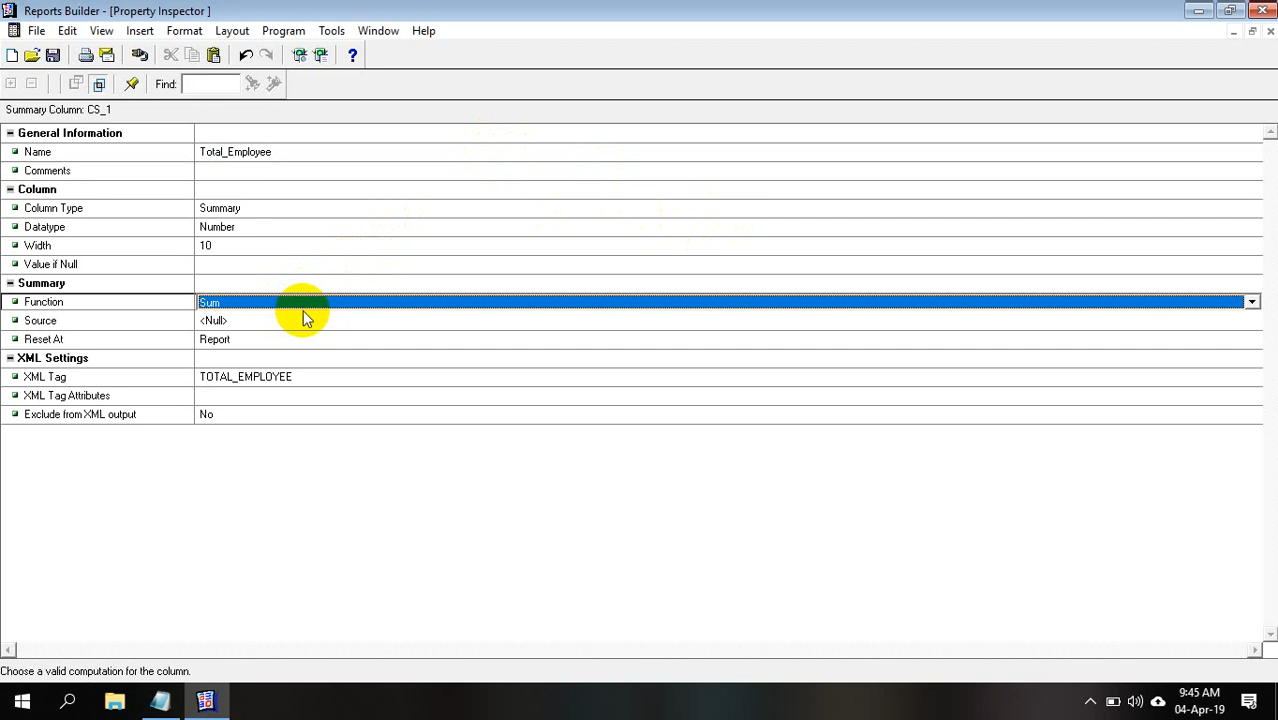 Reports Builder - [Property Inspector ]
File Edit View Insert Format Program Tools Window Help
Find:
Summary Column: CS_1
General Information
Name Total_Employee
Comments
Column
Column Type Summary
Datatype Number
Width 10
Value if Null
Summary
Function Sum
Source <Null>
Reset At Report
XML Settings
XML Tag TOTAL_EMPLOYEE
XML Tag Attributes
Exclude from XML output No
Choose a valid computation for the column.
9:45 AM
04-Apr-19